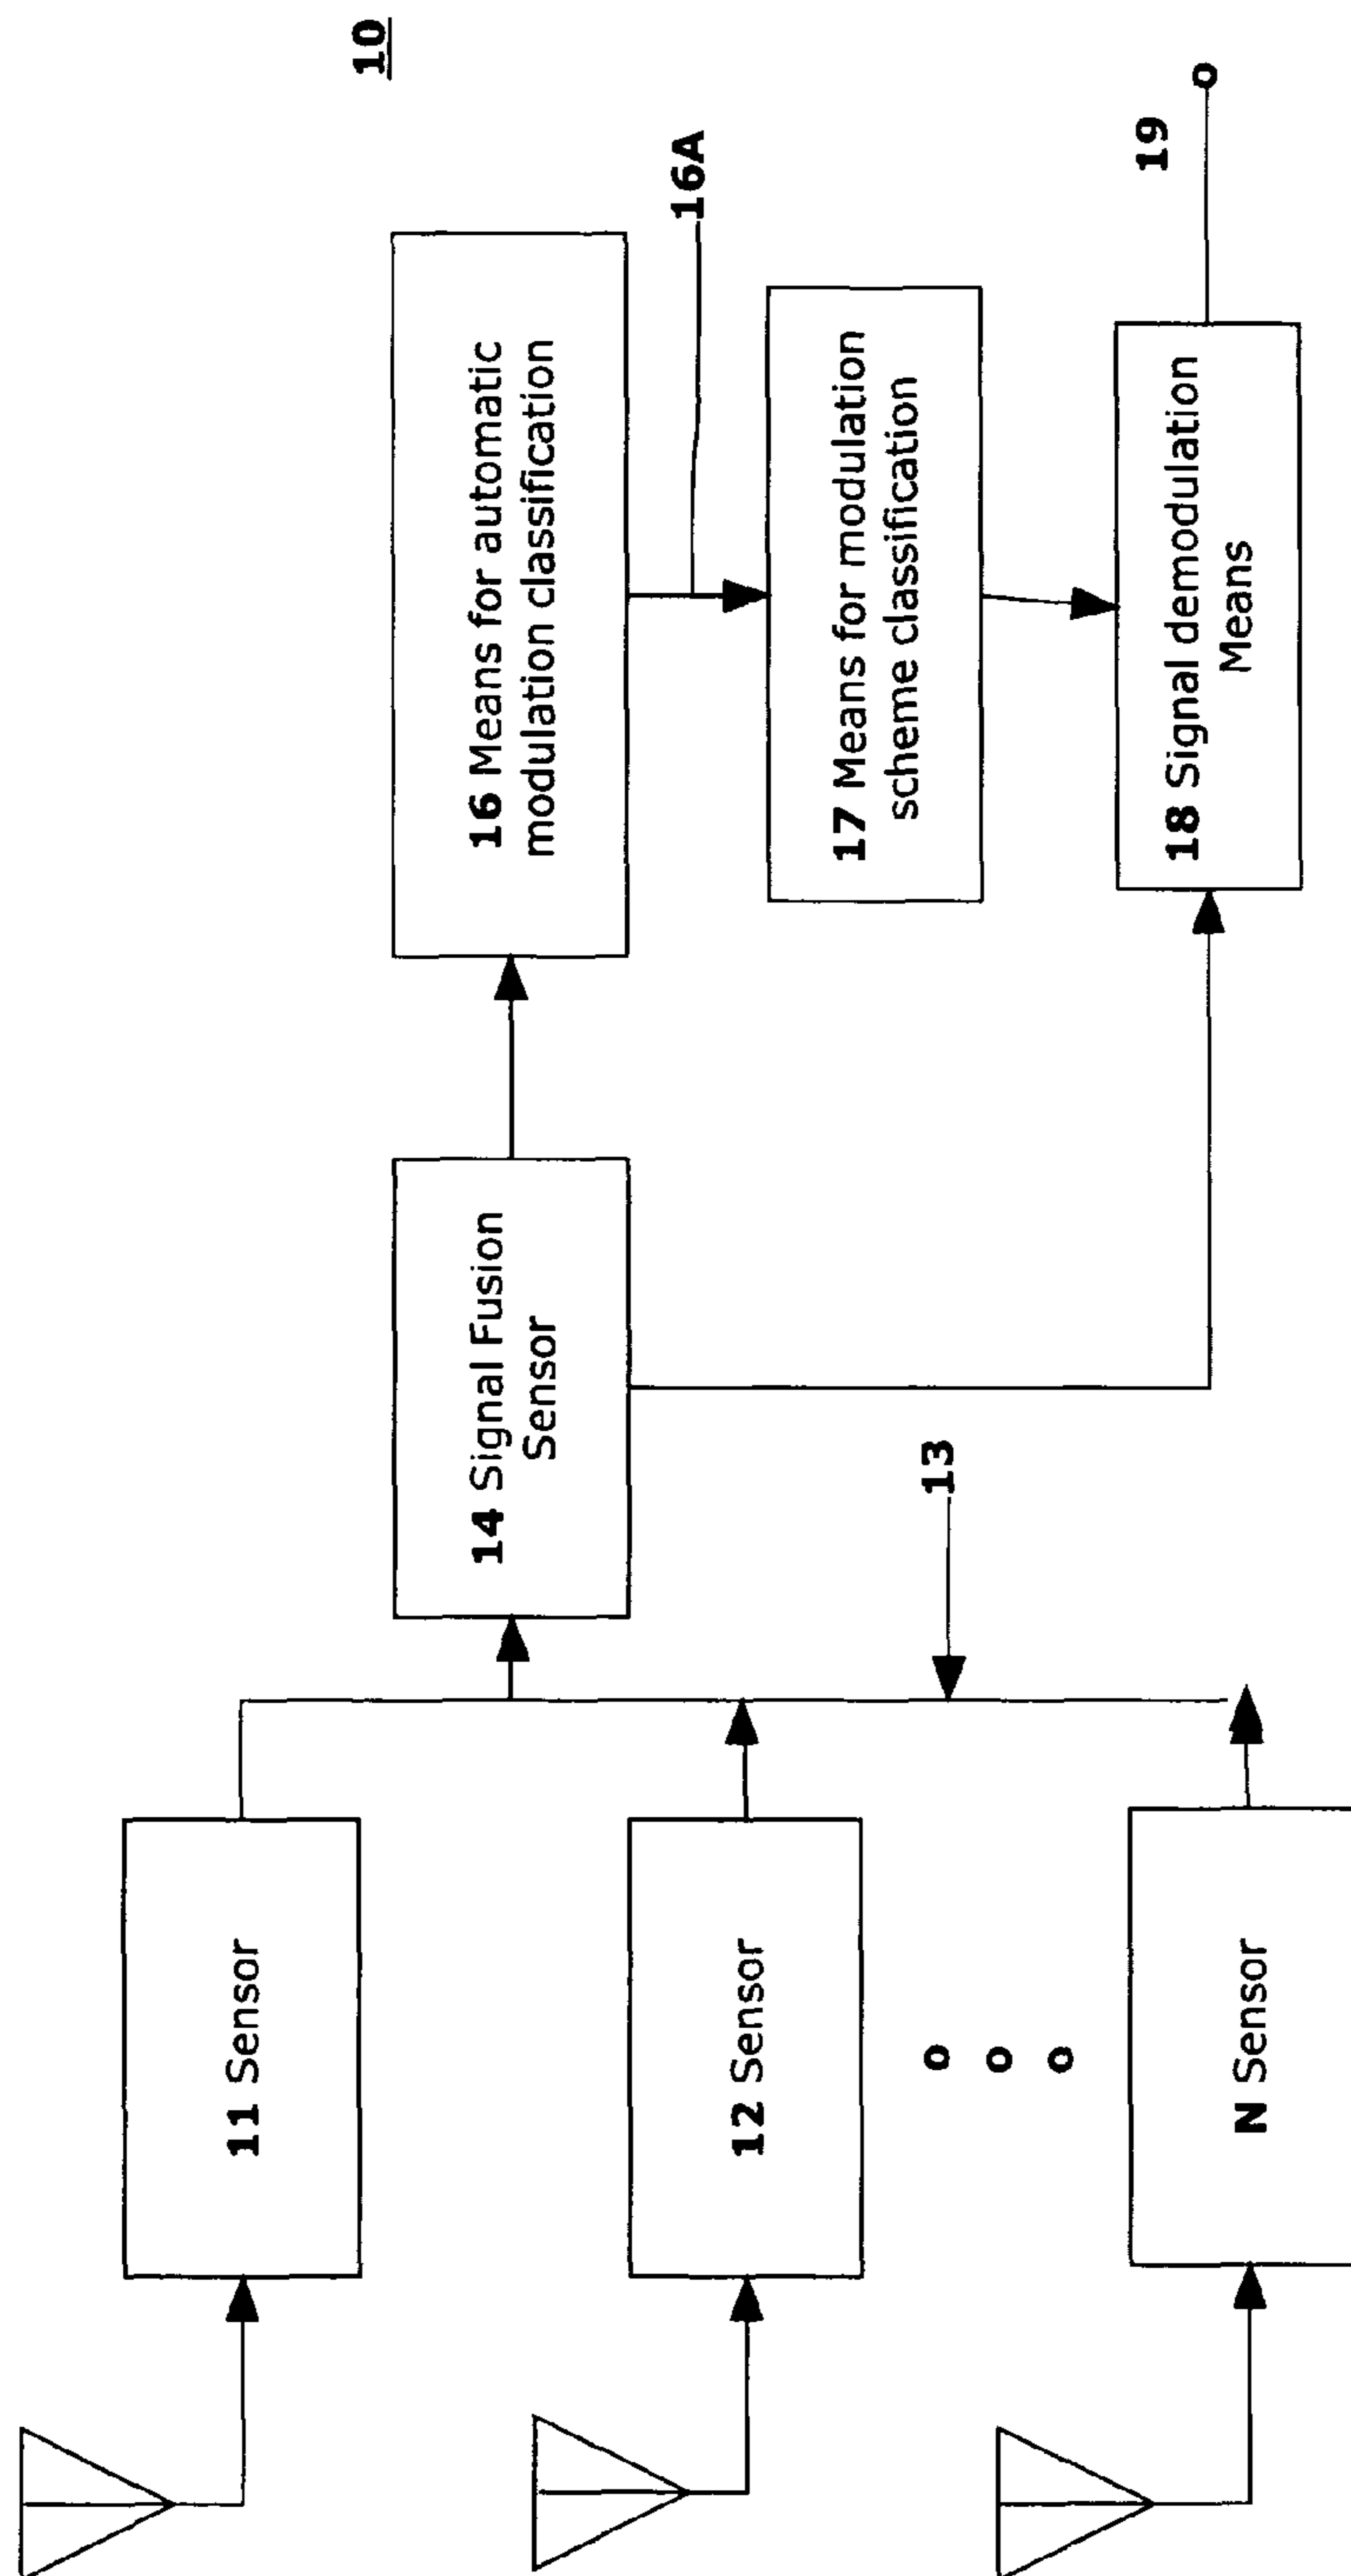 10
11 Sensor
14 Signal Fusion
Sensor
16 Means for automatic
modulation classification
16A
12 Sensor
13
17 Means for modulation
scheme classification
o
o
o
N Sensor
18 Signal demodulation
Means
19